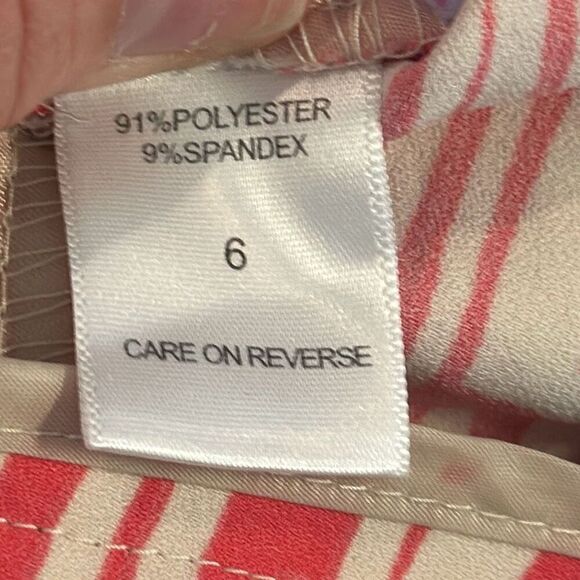 91%POLYESTER
9%SPANDEX
6
CARE ON REVERSE